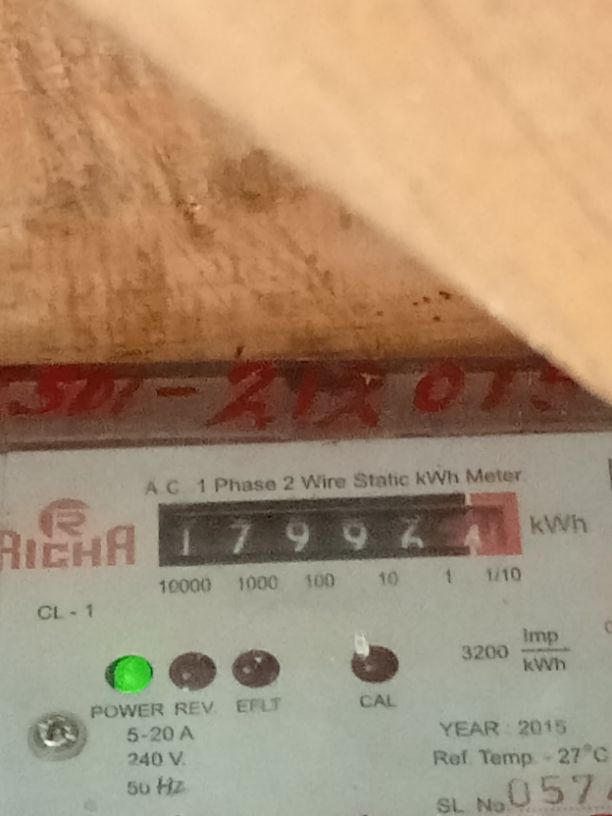 A.C. 1 Phase 2 Wire Static kWh Meter
RICHA
1 7 9 9
kWh
10000 1000 100 10 1 1/10
CL - 1
3200 Imp/kWh
POWER REV. EFLT CAL
5-20 A
240 V.
50 Hz
YEAR : 2015
Ref. Temp. - 27°C
SL. No. 057